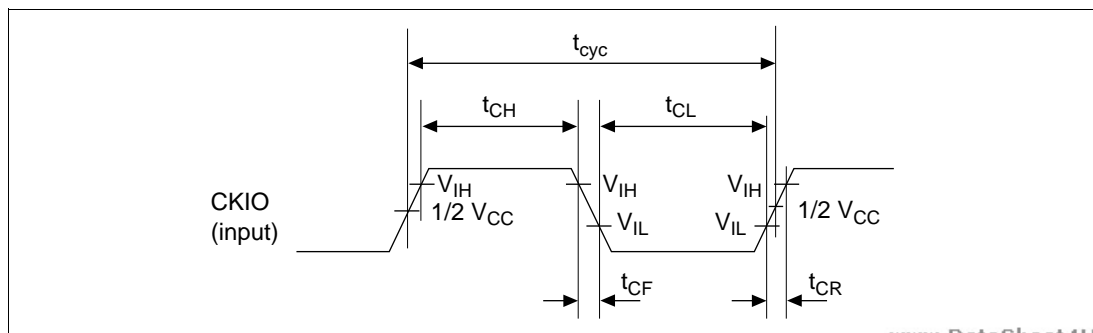 tcyc
tCH
tCL
VIH
VIH
VIH
CKIO
(input)
1/2 VCC
1/2 VCC
VIL
VIL
tCF
tCR